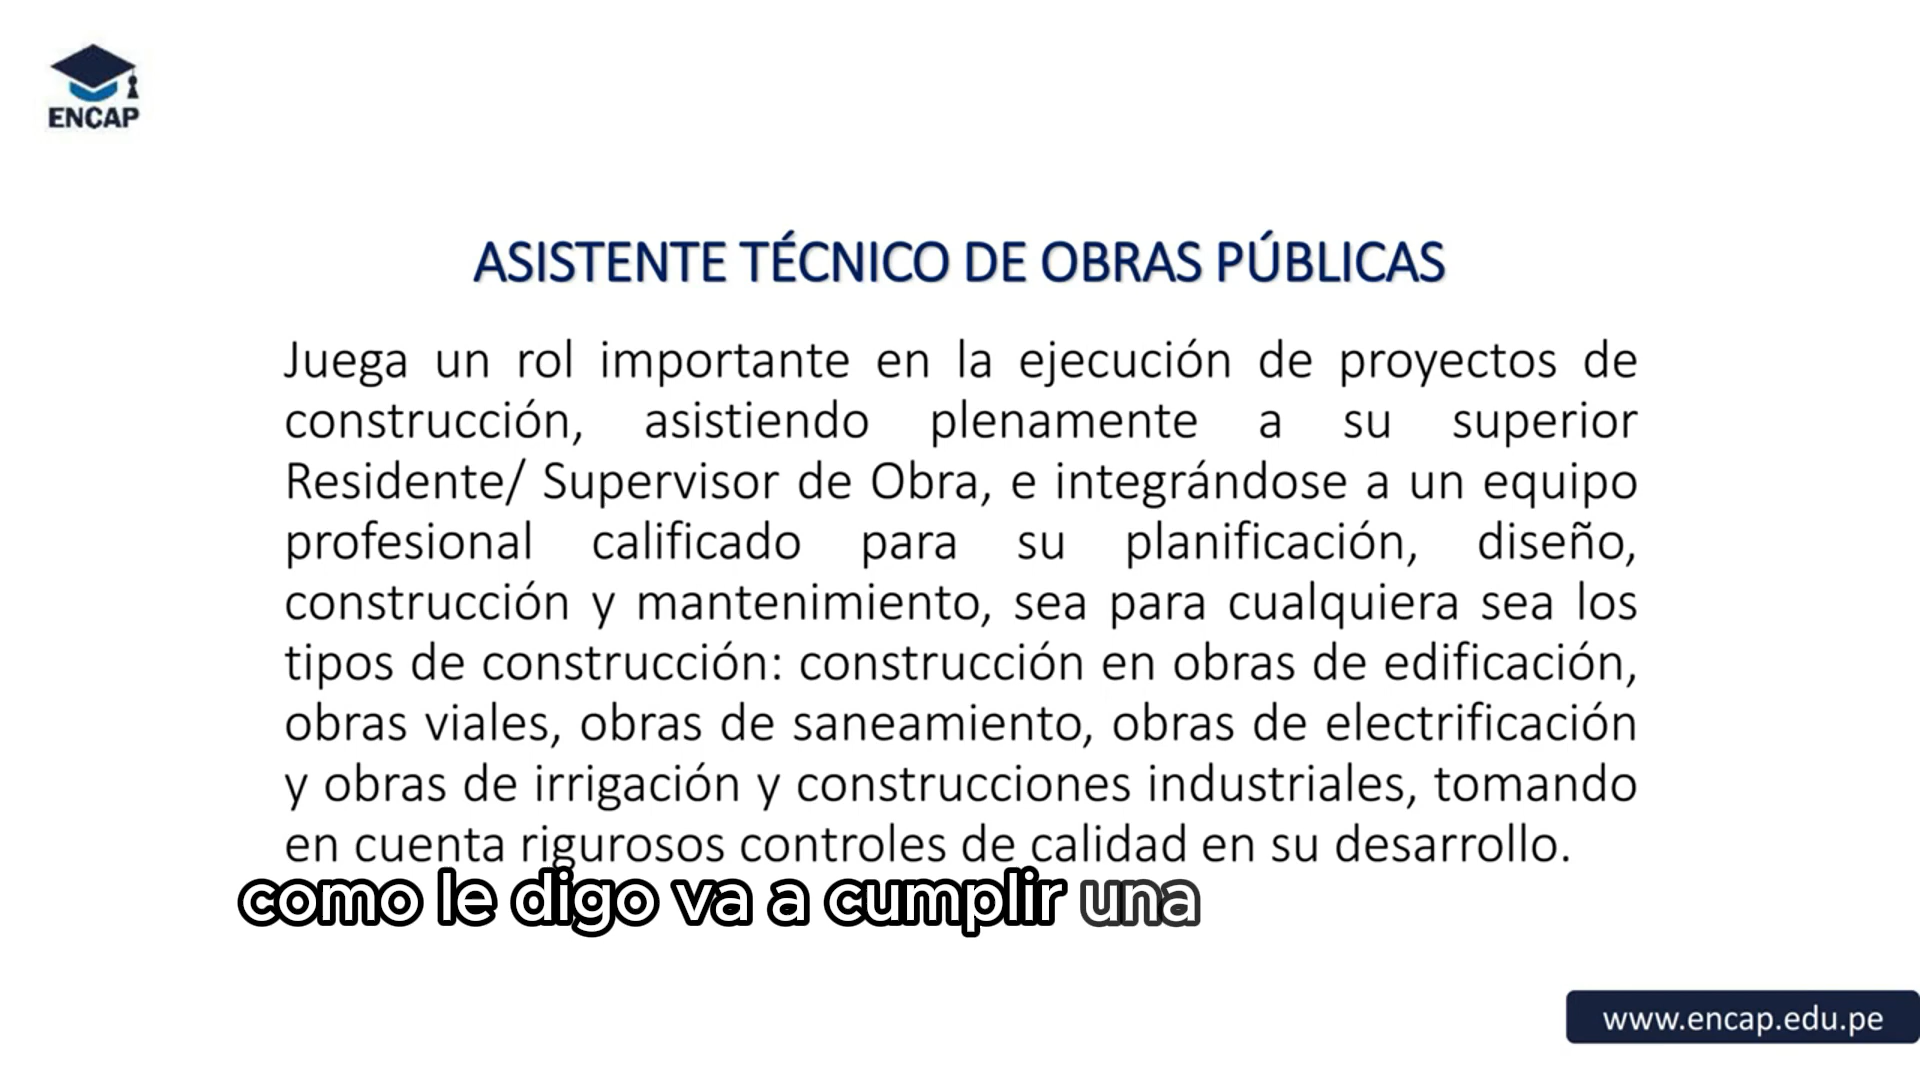 ENCAP
ASISTENTE TÉCNICO DE OBRAS PÚBLICAS
Juega un rol importante en la ejecución de proyectos de
construcción, asistiendo plenamente a su superior
Residente/ Supervisor de Obra, e integrándose a un equipo
profesional calificado para su planificación, diseño,
construcción y mantenimiento, sea para cualquiera sea los
tipos de construcción: construcción en obras de edificación,
obras viales, obras de saneamiento, obras de electrificación
y obras de irrigación y construcciones industriales, tomando
en cuenta rigurosos controles de calidad en su desarrollo.
como le digo va a cumplir una
www.encap.edu.pe